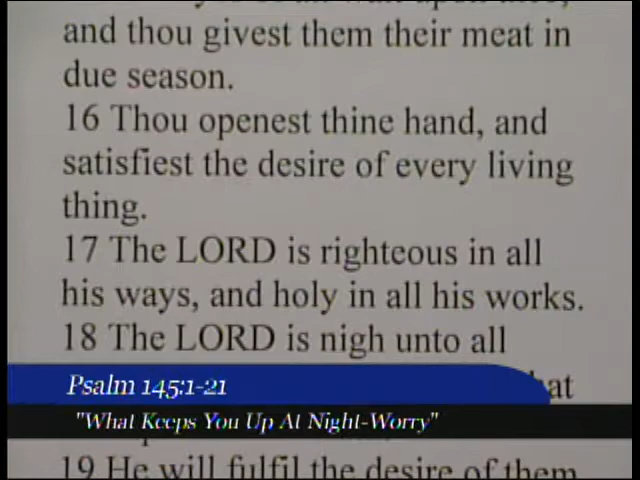 and thou givest them their meat in
due season.
16 Thou openest thine hand, and
satisfiest the desire of every living
thing.
17 The LORD is righteous in all
his ways, and holy in all his works.
18 The LORD is nigh unto all
Psalm 145:1-21
"What Keeps You Up At Night-Worry"
19 He will fulfil the desire of them